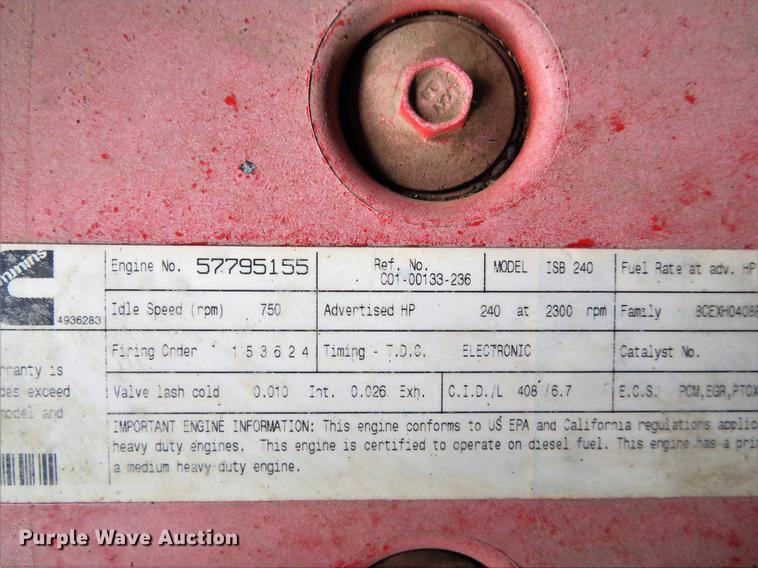 Engine No. 57795155 Ref. No. C01-00133-236 MODEL ISB 240 Fuel Rate at adv. HP
4936283 Idle Speed (rpm) 750 Advertised HP 240 at 2300 rpm Family
Firing Order 1 5 3 6 2 4 Timing - T.D.C. ELECTRONIC Catalyst No.
Valve lash cold 0.010 Int. 0.026 Exh. C.I.D./L 408 /6.7 E.C.S. PCM,EGR,PTOX
rranty is
des exceed
model and
IMPORTANT ENGINE INFORMATION: This engine conforms to US EPA and California regulations applic
heavy duty engines. This engine is certified to operate on diesel fuel. This engine has a pri
a medium heavy duty engine.
Purple Wave Auction